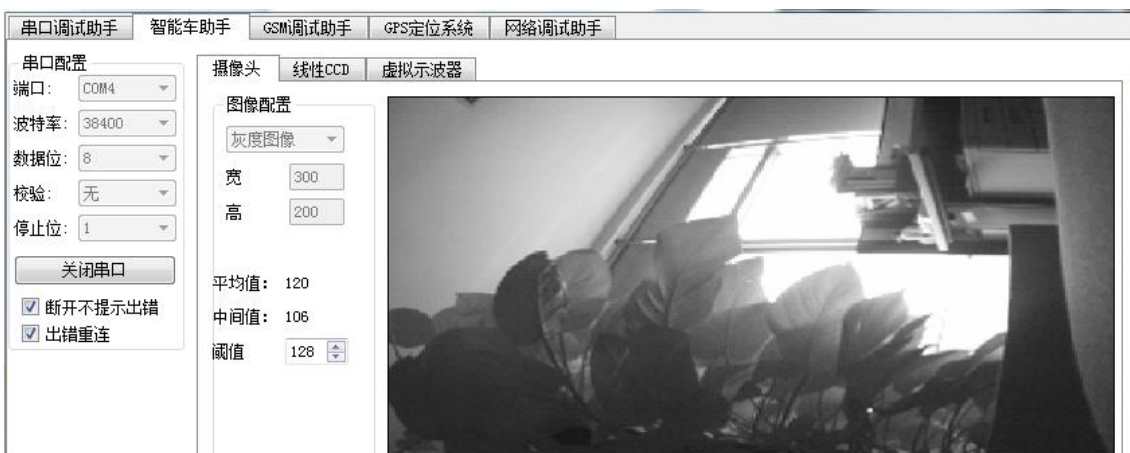 串口调试助手 智能车助手 GSM调试助手 GPS定位系统 网络调试助手
串口配置
端口: COM4
波特率: 38400
数据位: 8
校验: 无
停止位: 1
关闭串口
断开不提示出错
出错重连
摄像头 线性CCD 虚拟示波器
图像配置
灰度图像
宽 300
高 200
平均值: 120
中间值: 106
阈值 128